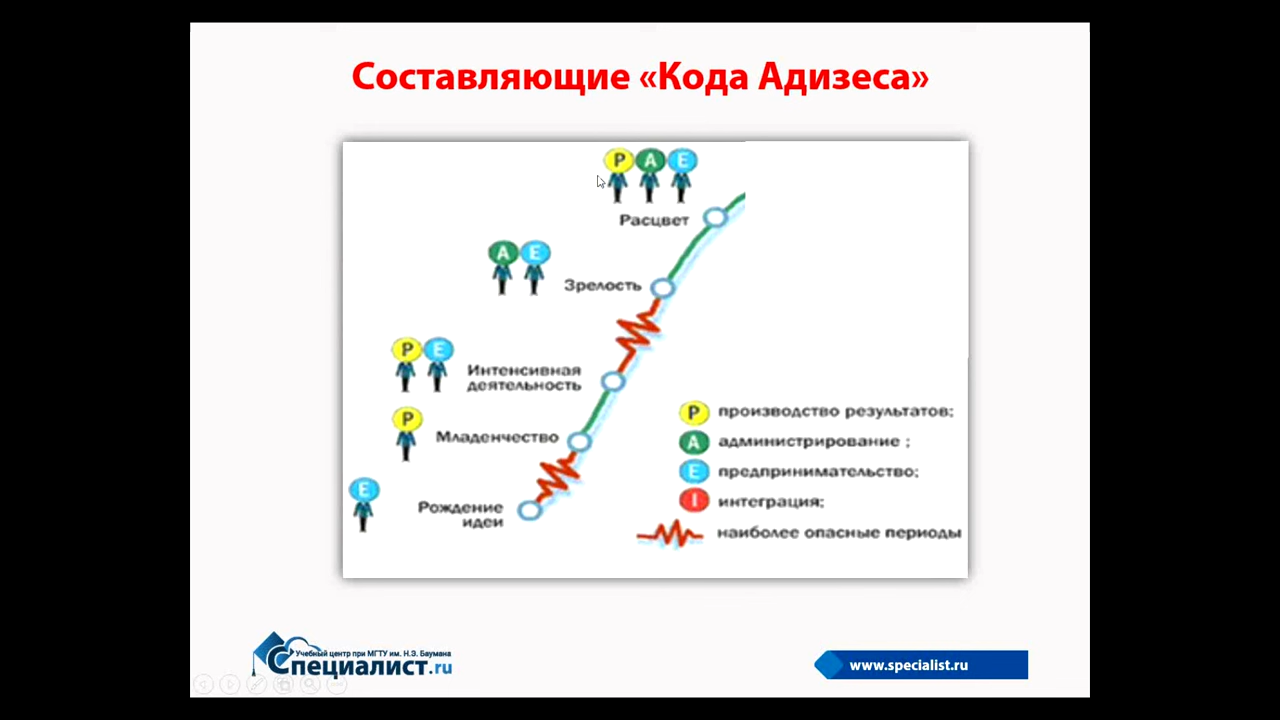 Составляющие «Кода Адизеса»
P A E
Расцвет
A E
Зрелость
P E
Интенсивная
деятельность
P
Младенчество
E
Рождение
идеи
P производство результатов;
A администрирование ;
E предпринимательство;
I интеграция;
наиболее опасные периоды
Учебный центр при МГТУ им. Н.Э. Баумана
Специалист.ru
www.specialist.ru